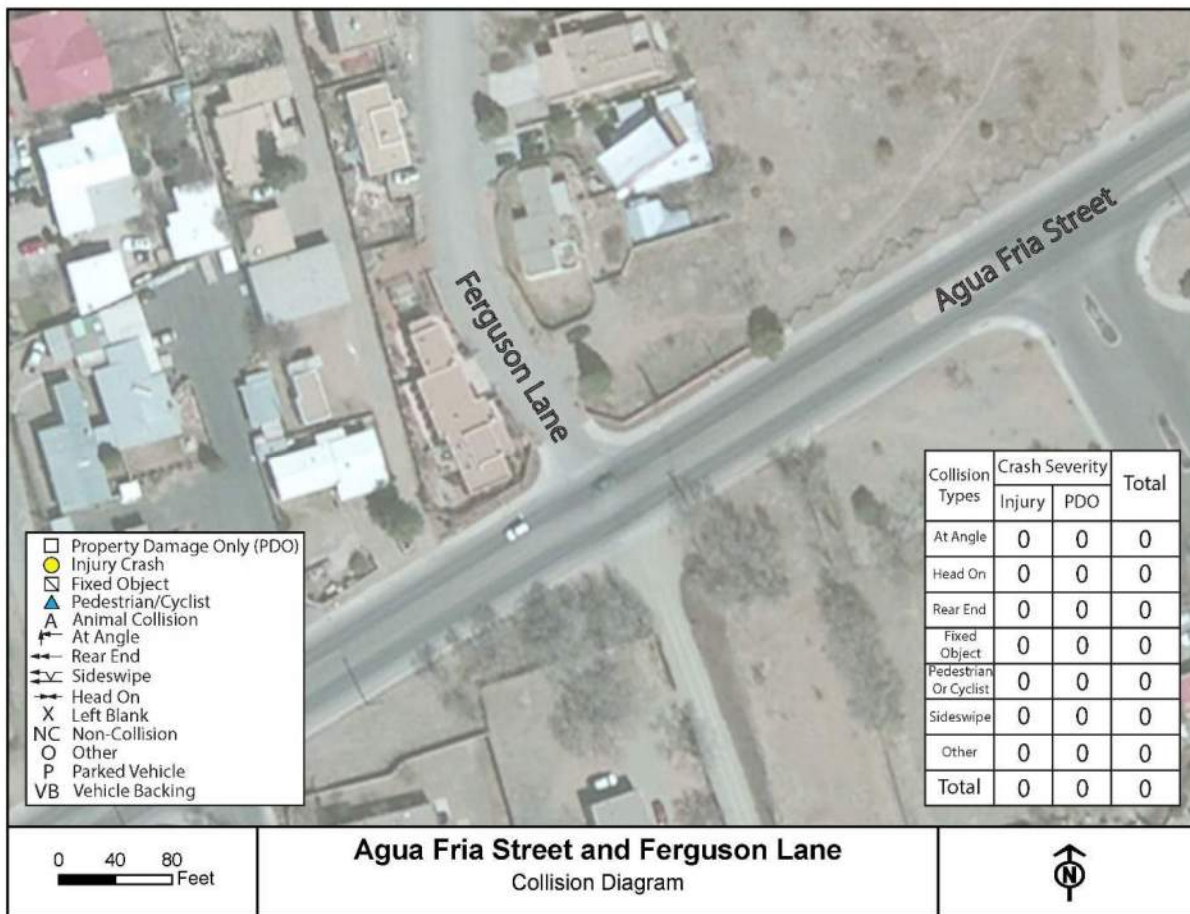 Agua Fria Street
Ferguson Lane
□ Property Damage Only (PDO)
Injury Crash
Fixed Object
Pedestrian/Cyclist
A Animal Collision
At Angle
Rear End
Sideswipe
Head On
X Left Blank
NC Non-Collision
O Other
P Parked Vehicle
VB Vehicle Backing
Collision Types Crash Severity Total
Injury PDO
At Angle 0 0 0
Head On 0 0 0
Rear End 0 0 0
Fixed Object 0 0 0
Pedestrian Or Cyclist 0 0 0
Sideswipe 0 0 0
Other 0 0 0
Total 0 0 0
0 40 80
Feet
Agua Fria Street and Ferguson Lane
Collision Diagram
N